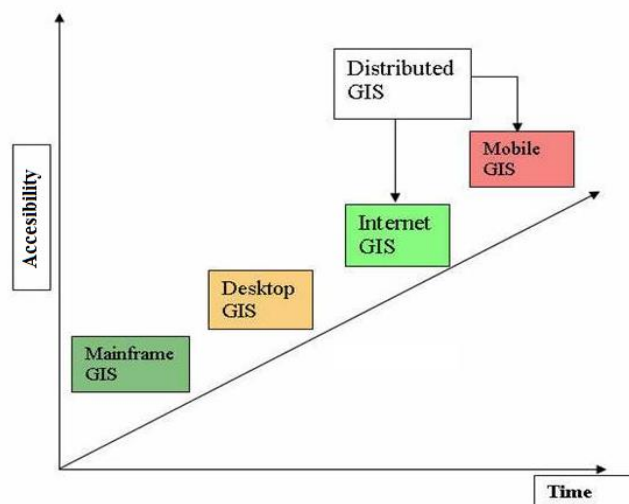 Distributed
GIS
Mobile
GIS
Accesibility
Internet
GIS
Desktop
GIS
Mainframe
GIS
Time